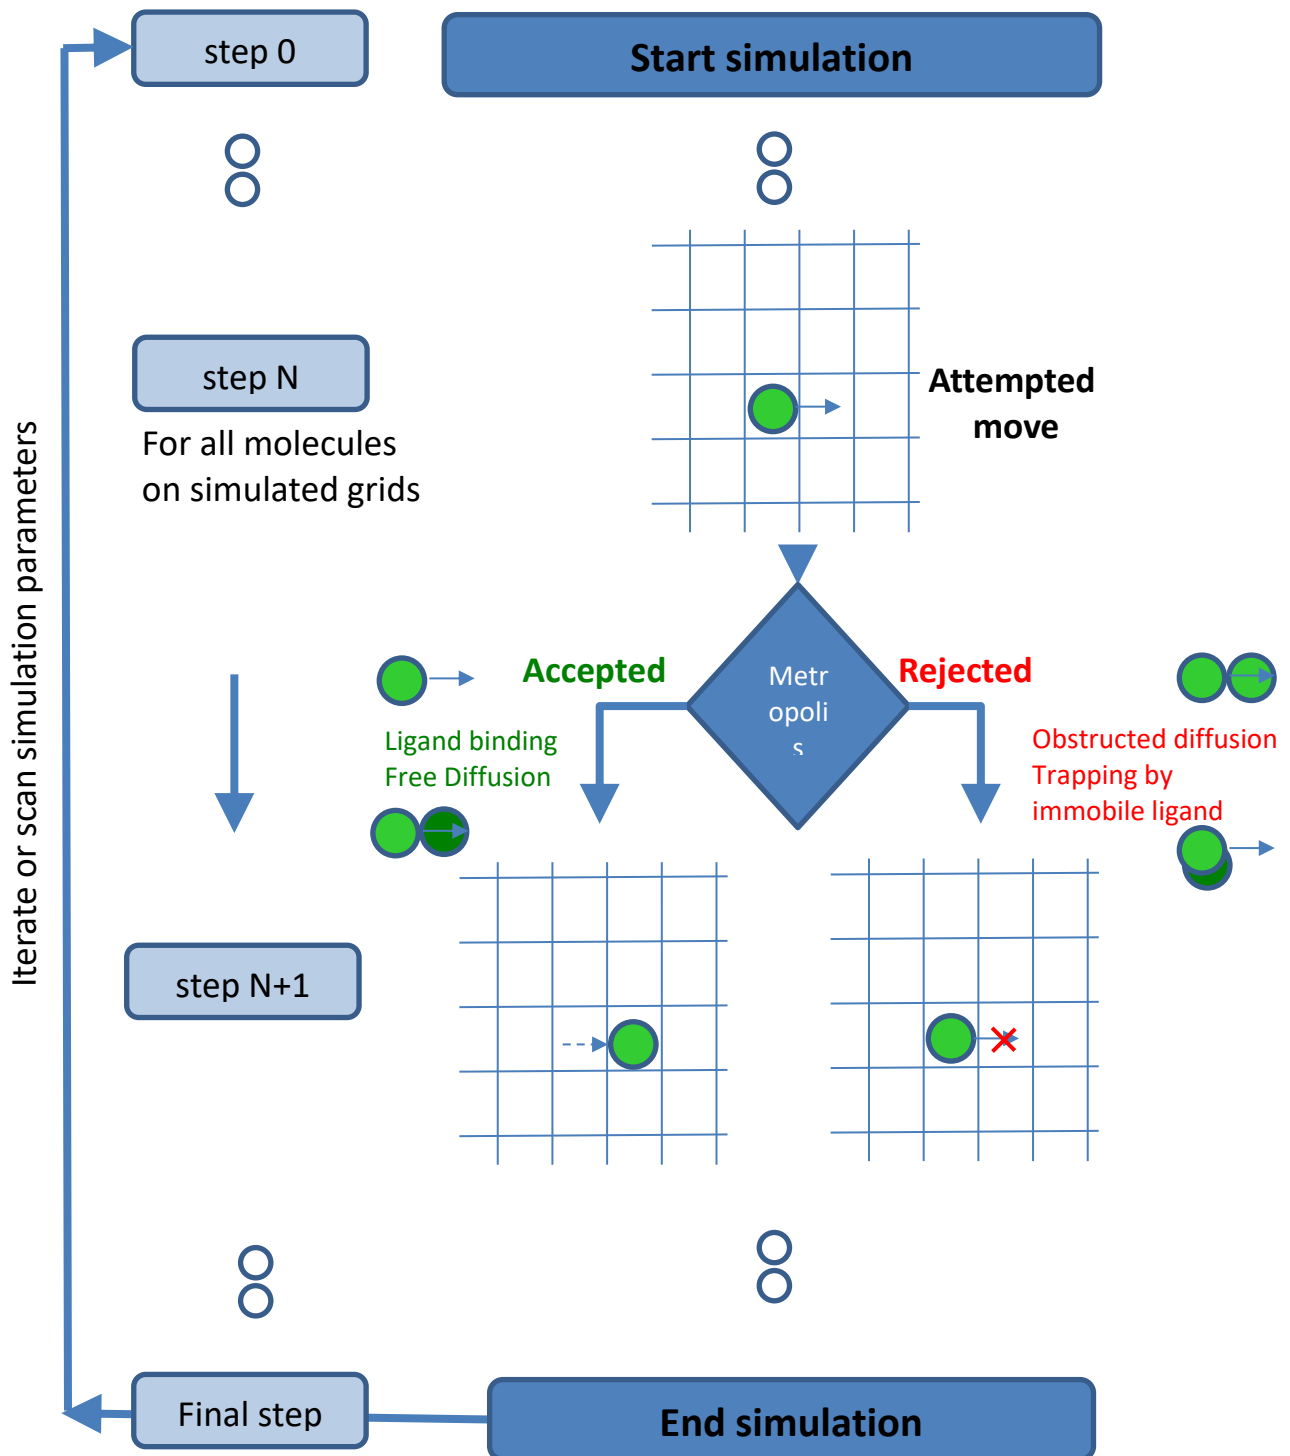 step 0
Start simulation
step N
For all molecules
on simulated grids
Attempted
move
Iterate or scan simulation parameters
Accepted
Metr
opoli
s
Rejected
Ligand binding
Free Diffusion
Obstructed diffusion
Trapping by
immobile ligand
step N+1
Final step
End simulation